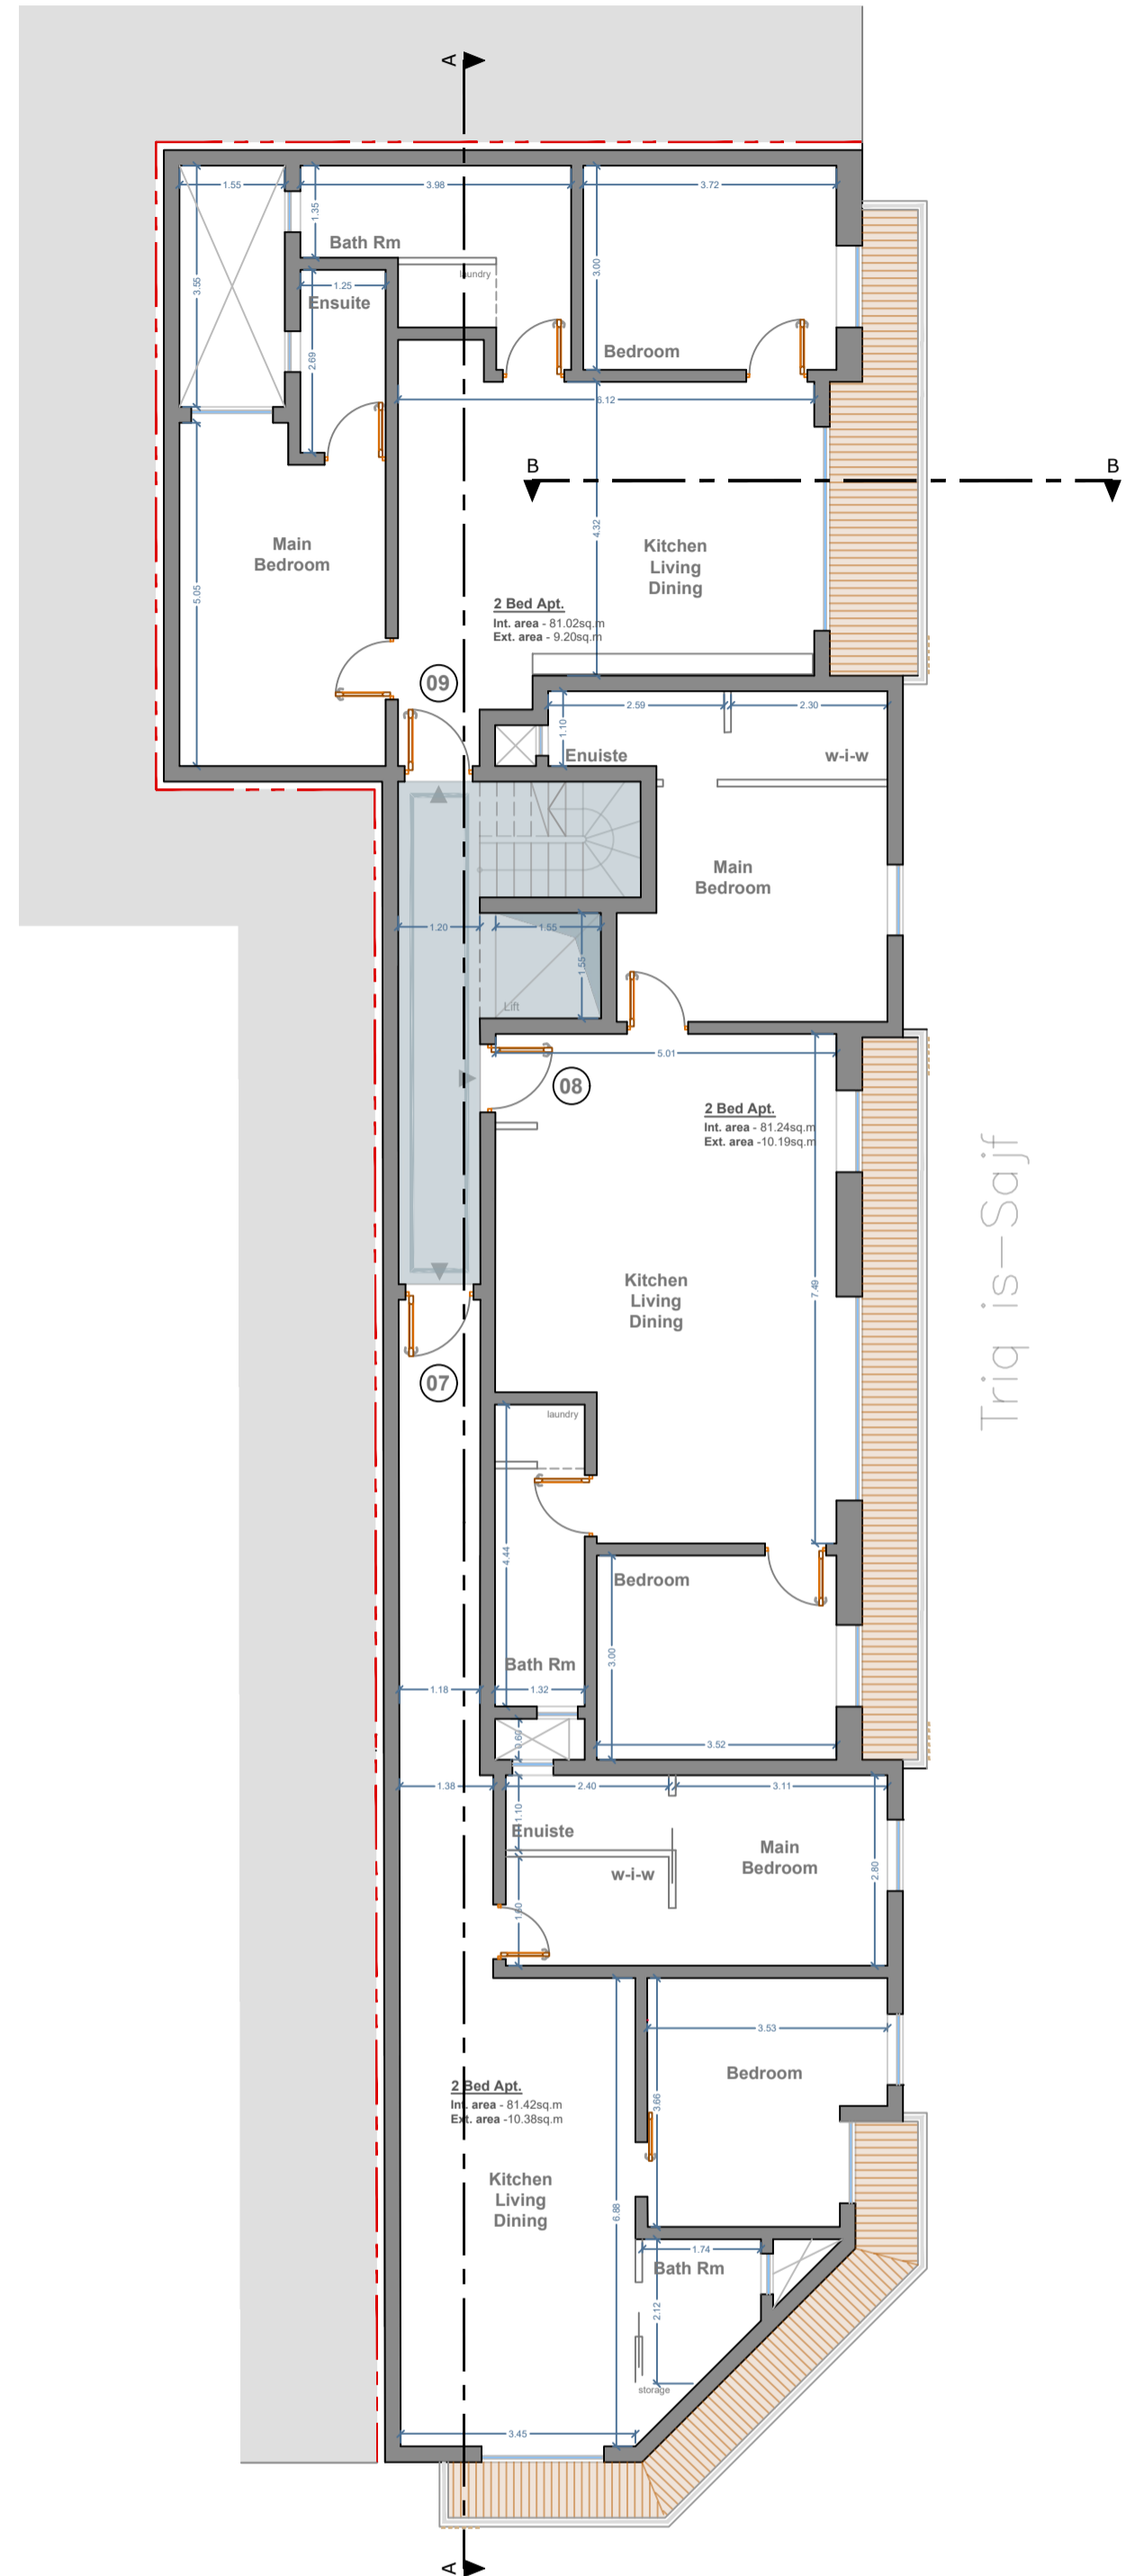 A
1.55
3.98
3.72
1.35
Bath Rm
laundry
3.55
1.25
Ensuite
3.00
2.69
Bedroom
6.12
B
B
4.32
Main
Bedroom
Kitchen
Living
Dining
5.05
2 Bed Apt.
Int. area - 81.02sq.m
Ext. area - 9.20sq.m
09
2.59
2.30
1.10
Enuiste
w-i-w
Main
Bedroom
1.20
1.55
1.55
Lift
5.01
08
2 Bed Apt.
Int. area - 81.24sq.m
Ext. area -10.19sq.m
Triq is-Sajf
Kitchen
Living
Dining
7.49
07
laundry
4.44
Bedroom
3.00
Bath Rm
1.18
1.32
0.60
3.52
1.38
2.40
3.11
1.10
Enuiste
Main
Bedroom
w-i-w
2.80
1.60
3.53
Bedroom
2 Bed Apt.
Int. area - 81.42sq.m
Ext. area -10.38sq.m
3.66
Kitchen
Living
Dining
6.88
1.74
Bath Rm
2.12
storage
3.45
A